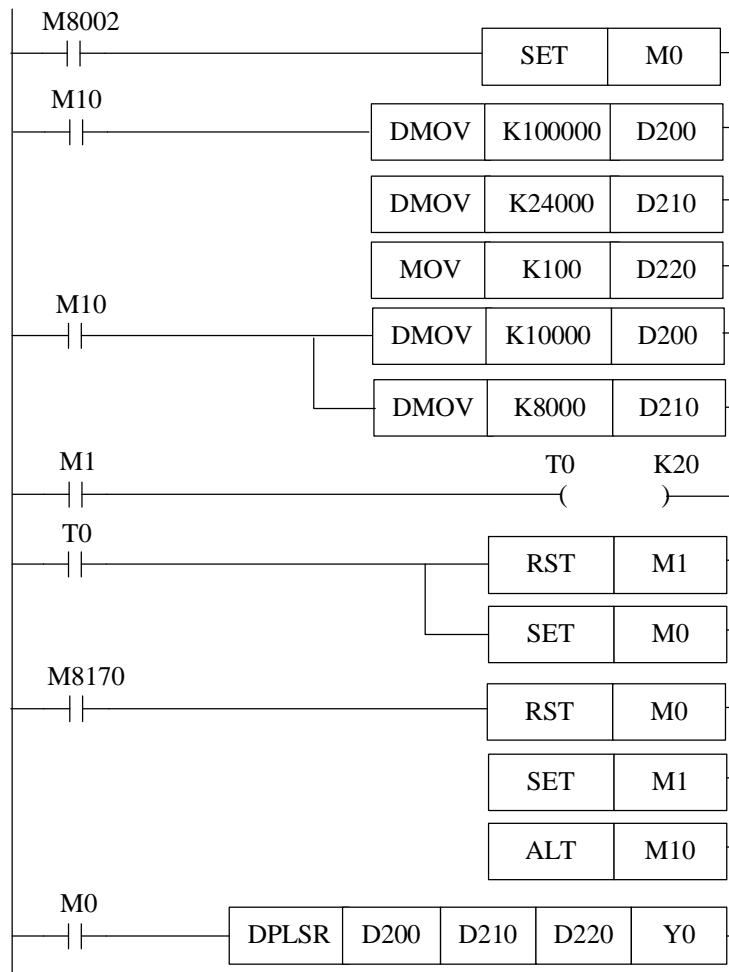 M8002
SET M0
M10
DMOV K100000 D200
DMOV K24000 D210
MOV K100 D220
M10
DMOV K10000 D200
DMOV K8000 D210
M1
T0 K20
T0
RST M1
SET M0
M8170
RST M0
SET M1
ALT M10
M0
DPLSR D200 D210 D220 Y0